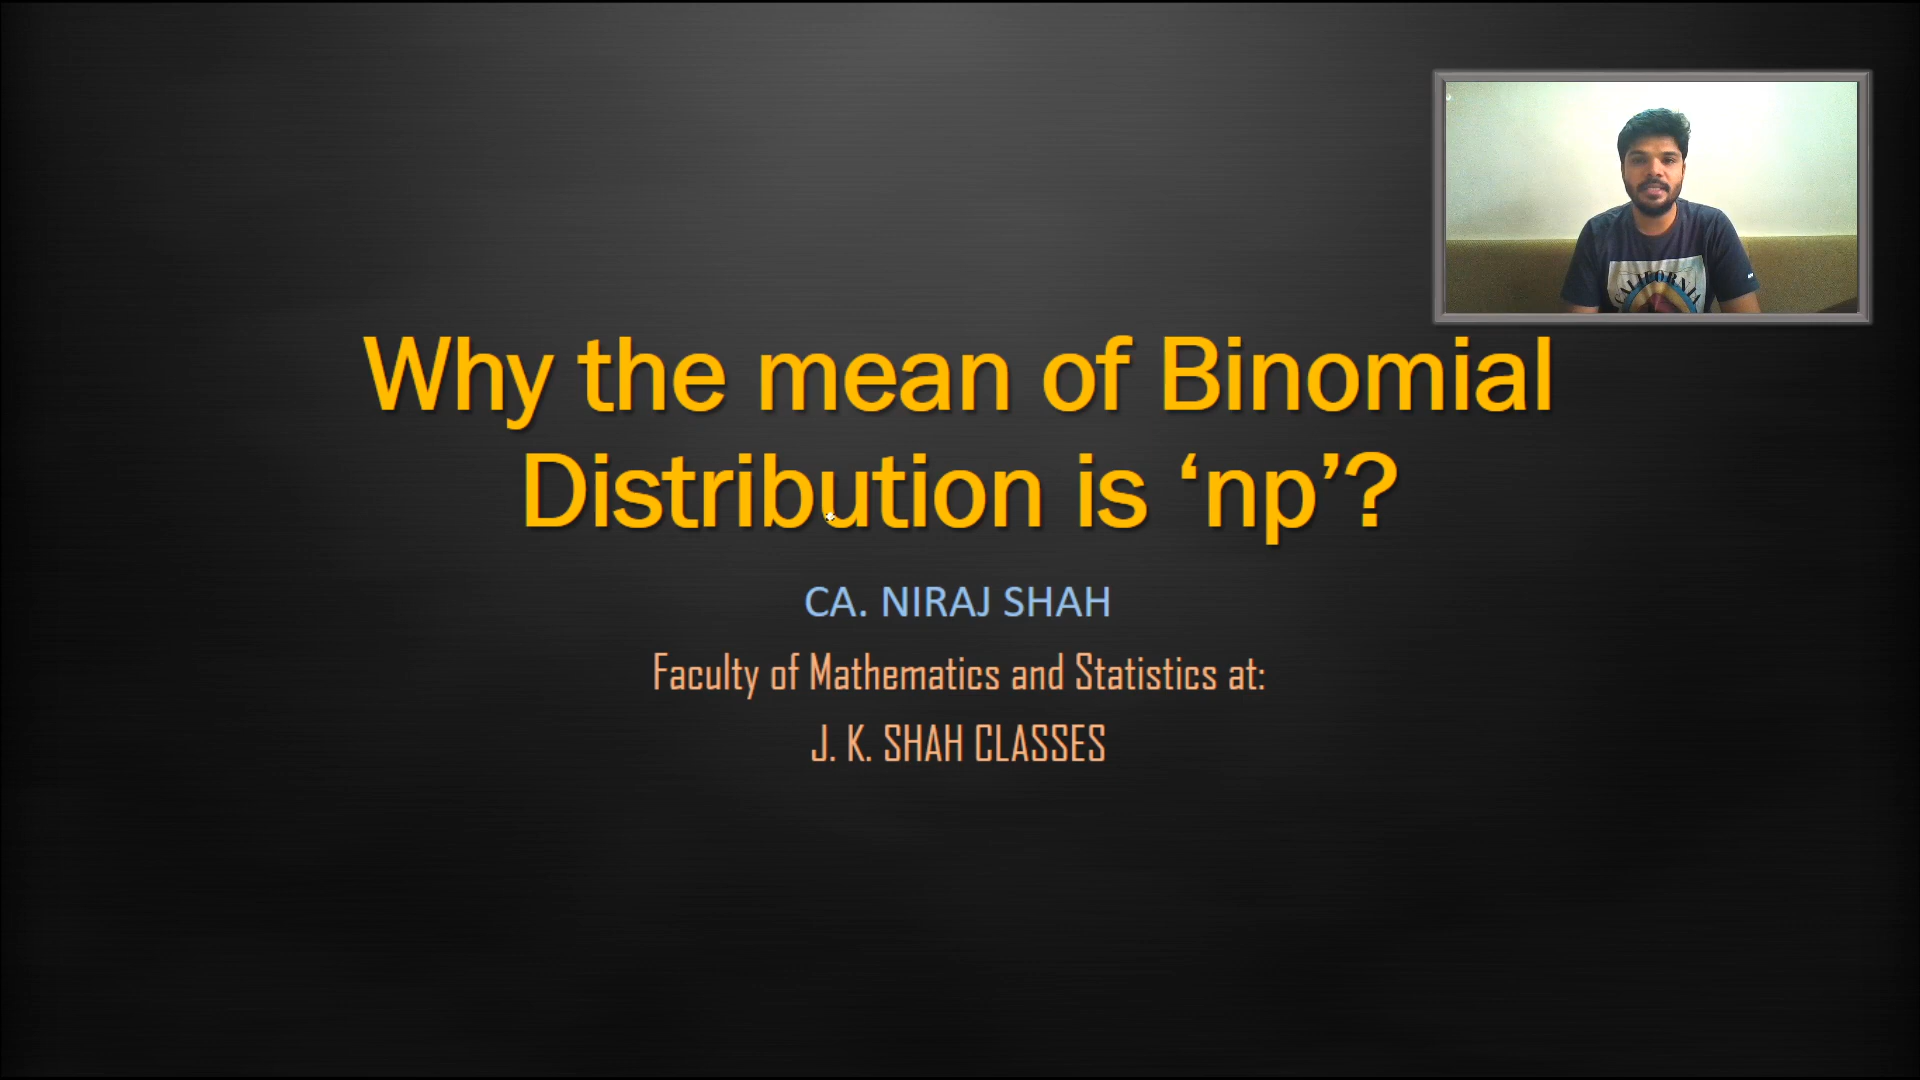 Why the mean of Binomial
Distribution is ‘np’?
CA. NIRAJ SHAH
Faculty of Mathematics and Statistics at:
J. K. SHAH CLASSES
CALIFORNIA